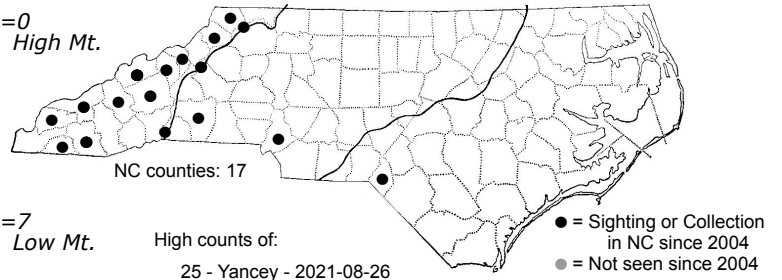 =0
High Mt.
NC counties: 17
=7
Low Mt.
High counts of:
25 - Yancey - 2021-08-26
= Sighting or Collection
in NC since 2004
= Not seen since 2004